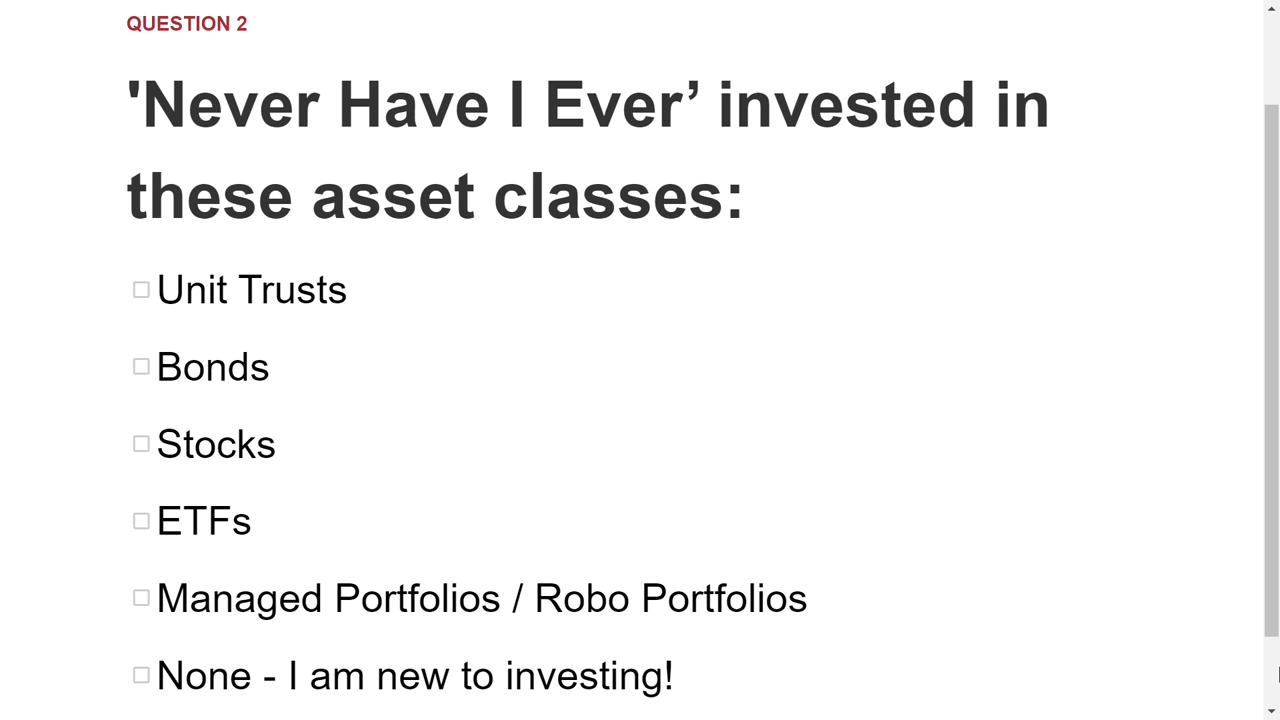 QUESTION 2
'Never Have I Ever’ invested in
these asset classes:
Unit Trusts
Bonds
Stocks
ETFs
Managed Portfolios / Robo Portfolios
None - I am new to investing!